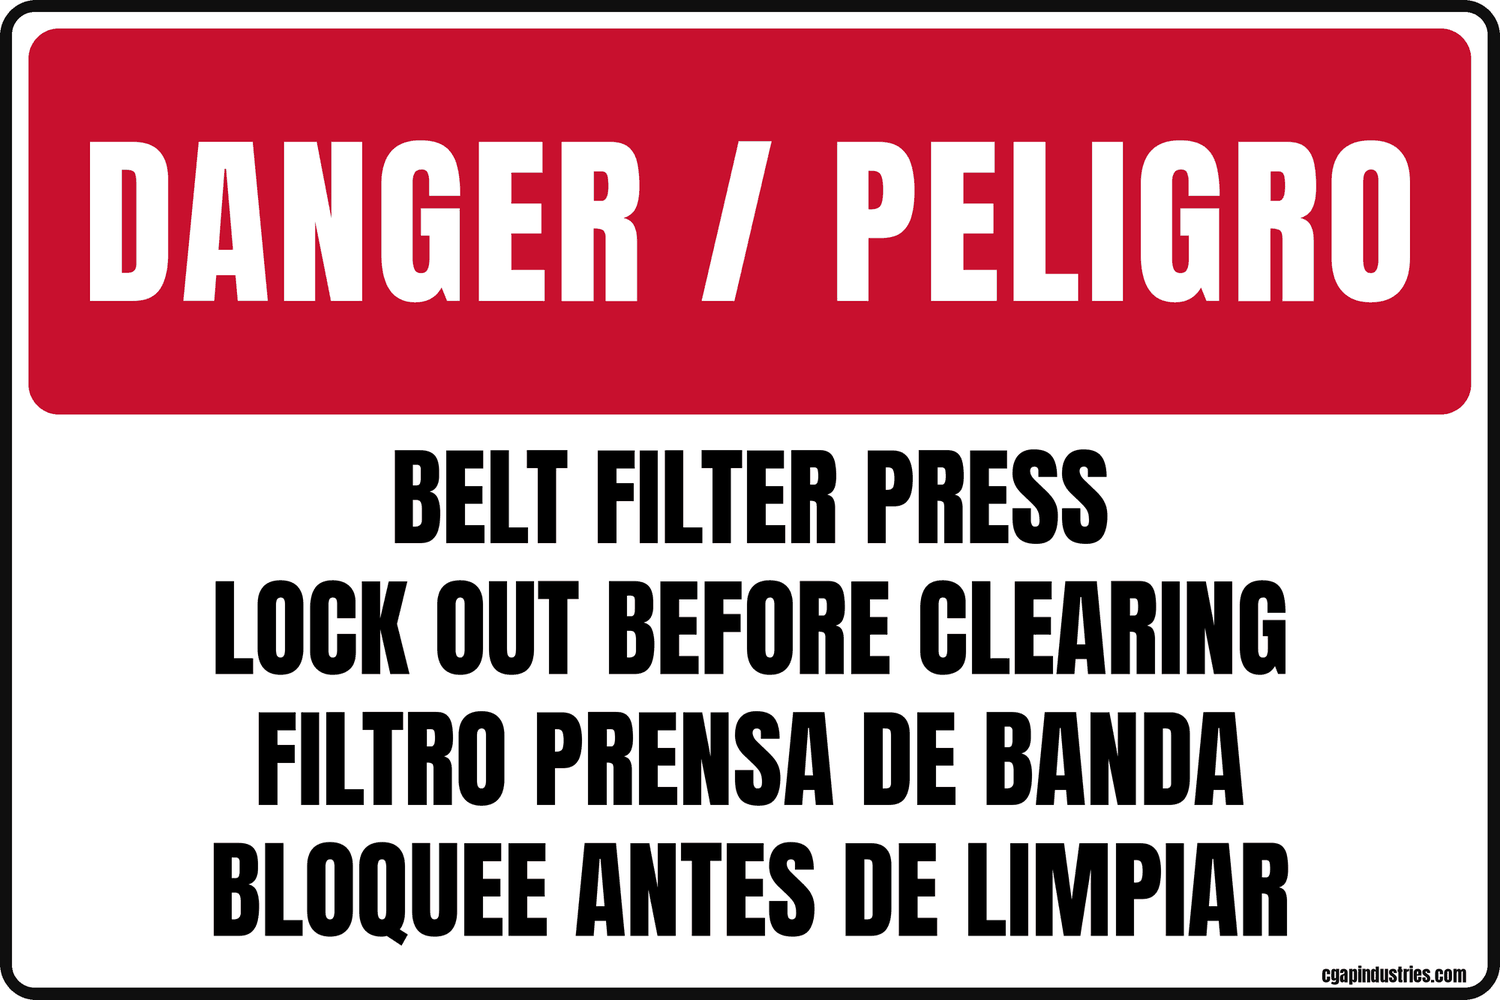 DANGER / PELIGRO
BELT FILTER PRESS
LOCK OUT BEFORE CLEARING
FILTRO PRENSA DE BANDA
BLOQUEE ANTES DE LIMPIAR
cgapindustries.com